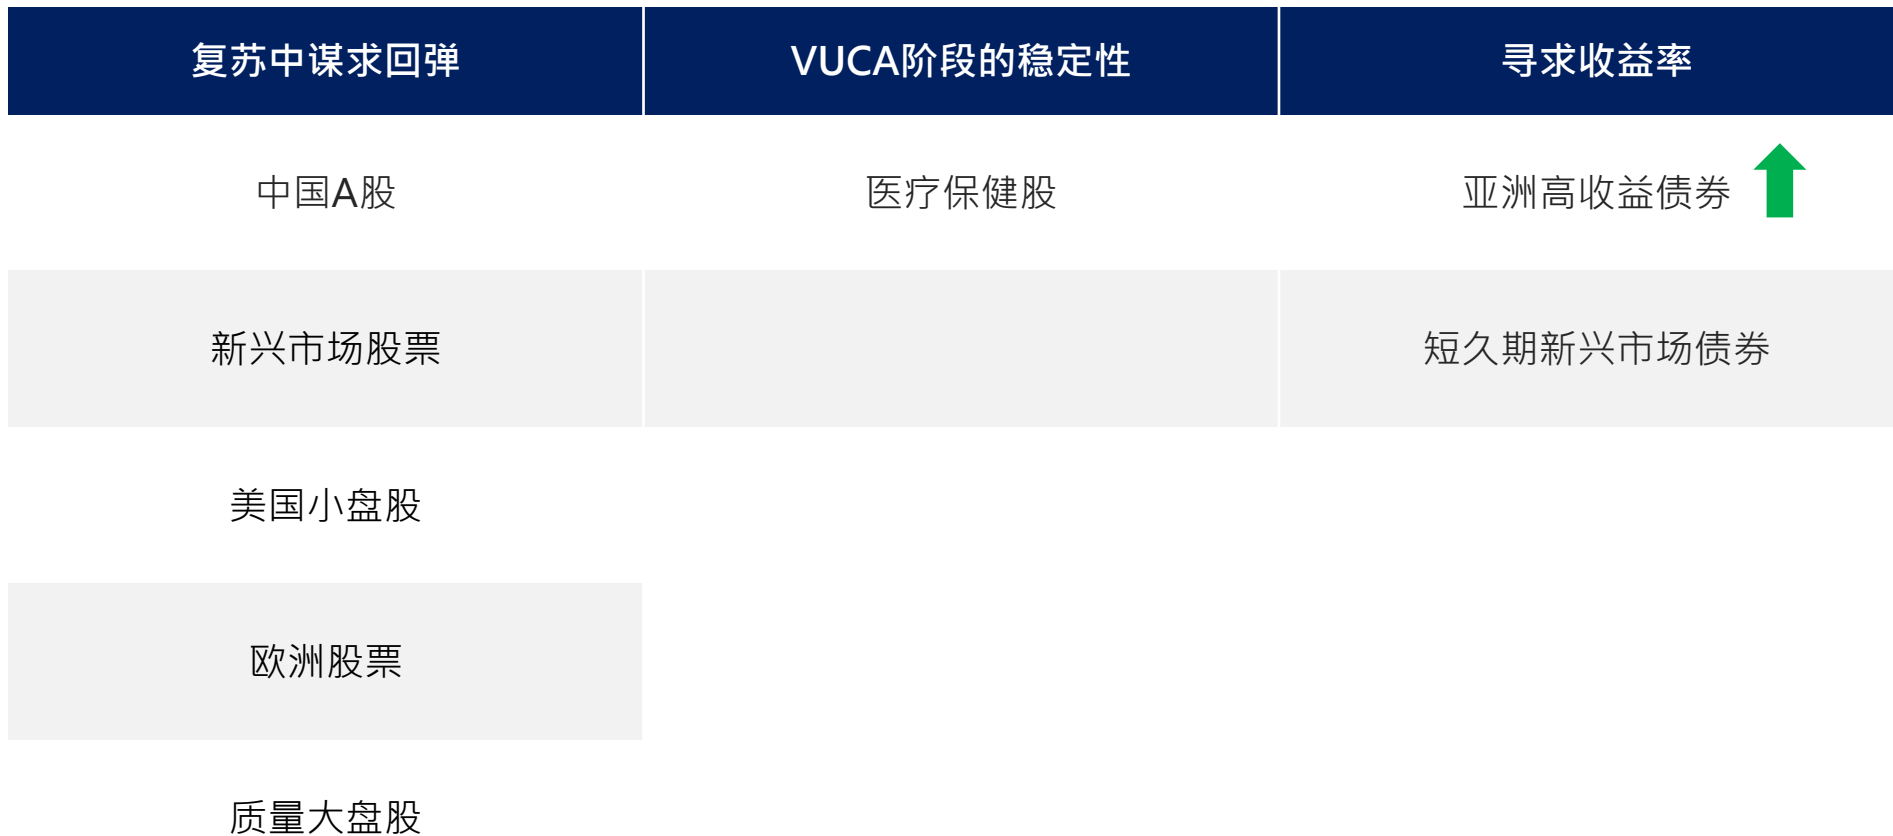 复苏中谋求回弹
VUCA阶段的稳定性
寻求收益率
中国A股
医疗保健股
亚洲高收益债券
新兴市场股票
短久期新兴市场债券
美国小盘股
欧洲股票
质量大盘股